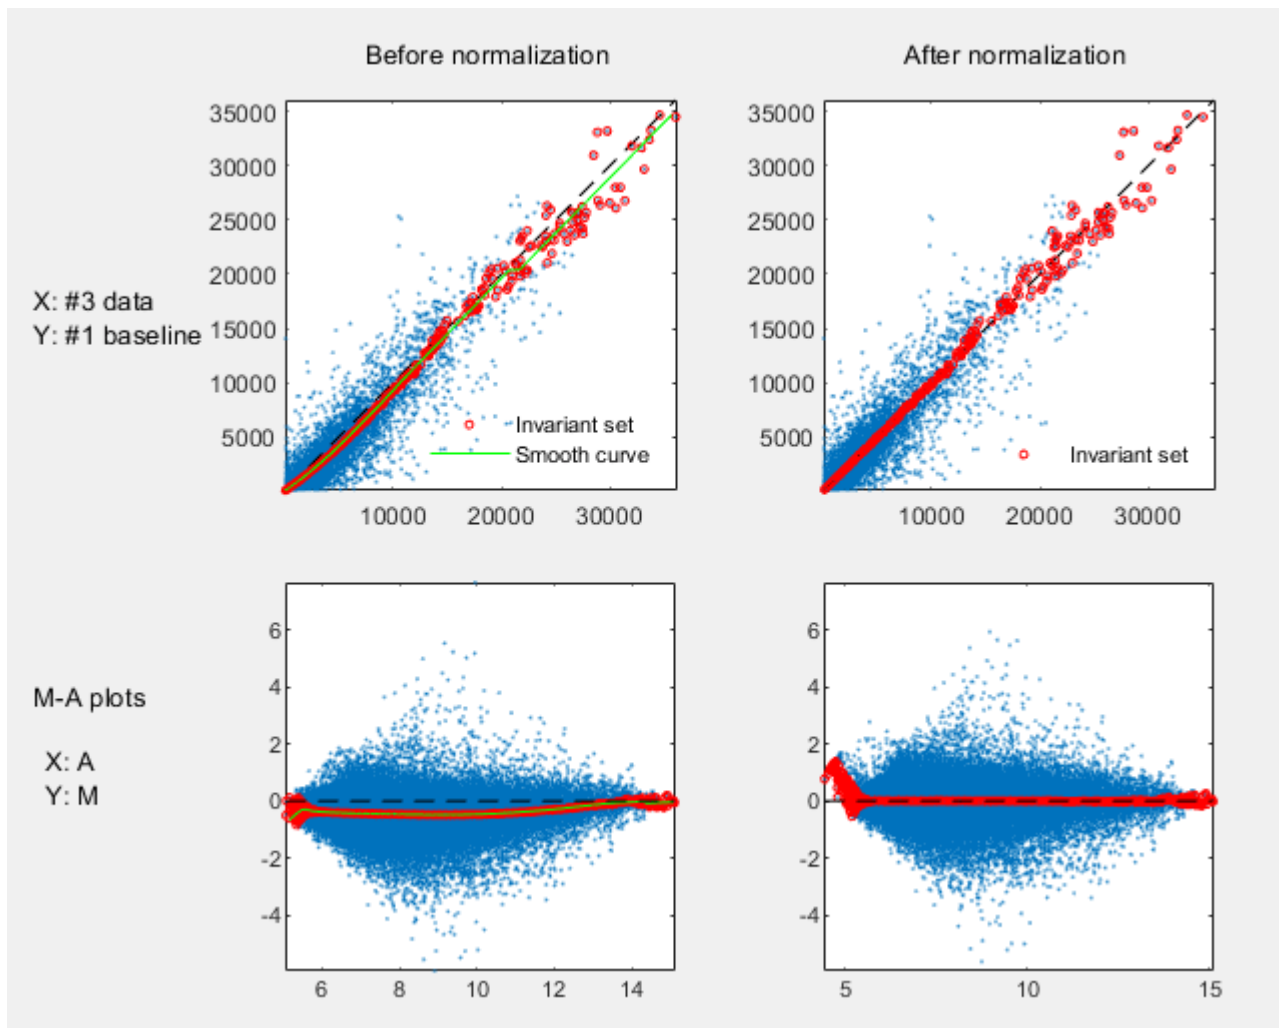 Before normalization
After normalization
35000
30000
25000
20000
15000
10000
5000
10000 20000 30000
Invariant set
Smooth curve
X: #3 data
Y: #1 baseline
35000
30000
25000
20000
15000
10000
5000
10000 20000 30000
Invariant set
M-A plots
X: A
Y: M
6
4
2
0
-2
-4
6 8 10 12 14
6
4
2
0
-2
-4
5 10 15